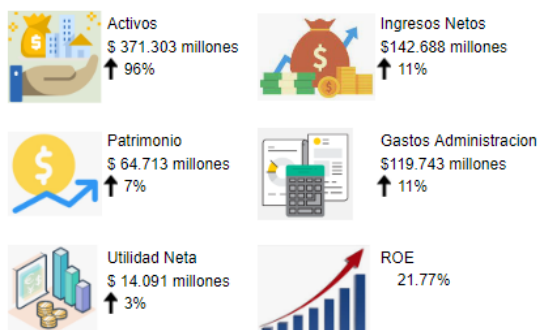 Activos
$ 371.303 millones
96%
Ingresos Netos
$142.688 millones
11%
Patrimonio
$ 64.713 millones
7%
Gastos Administracion
$119.743 millones
11%
Utilidad Neta
$ 14.091 millones
3%
ROE
21.77%